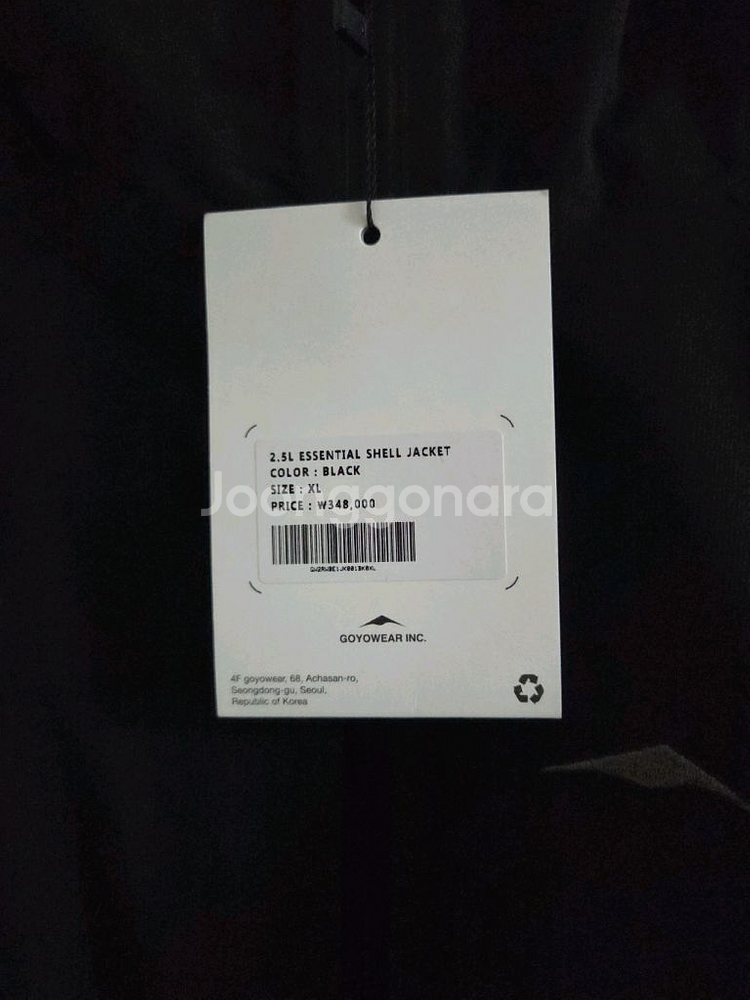 2.5L ESSENTIAL SHELL JACKET
COLOR : BLACK
SIZE : XL
Joonggonara
PRICE : ₩348,000
GOYOWEAR INC.
4F goyowear, 68, Achasan-ro,
Seongdong-gu, Seoul,
Republic of Korea